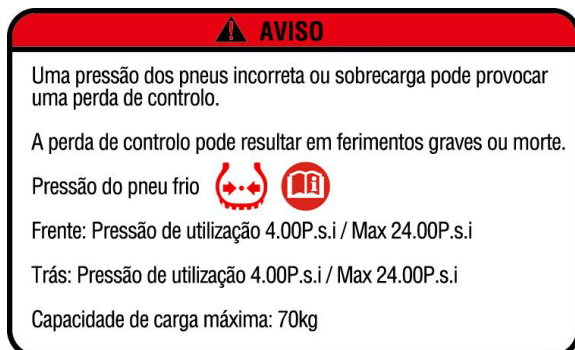 AVISO
Uma pressão dos pneus incorreta ou sobrecarga pode provocar
uma perda de controlo.
A perda de controlo pode resultar em ferimentos graves ou morte.
Pressão do pneu frio
Frente: Pressão de utilização 4.00P.s.i / Max 24.00P.s.i
Trás: Pressão de utilização 4.00P.s.i / Max 24.00P.s.i
Capacidade de carga máxima: 70kg